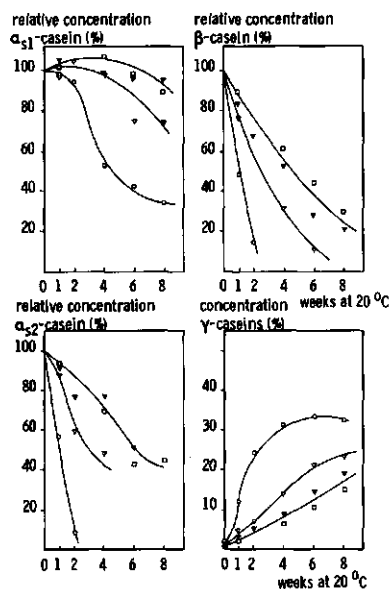 relative concentration
αs1-casein (%)
100
80
60
40
20
0 1 2 4 6 8
relative concentration
β-casein (%)
100
80
60
40
20
0 1 2 4 6 8
weeks at 20 °C
relative concentration
αs2-casein (%)
100
80
60
40
20
0 1 2 4 6 8
concentration
γ-caseins (%)
50
30
20
10
0 1 2 4 6 8
weeks at 20 °C